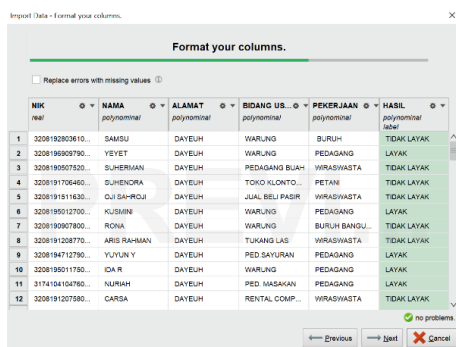 Import Data - Format your columns.
Format your columns.
Replace errors with missing values
NIK NAMA ALAMAT BIDANG US... PEKERJAAN HASIL
real polynominal polynominal polynominal polynominal polynominal
label
1 3208192803610... SAMSU DAYEUH WARUNG BURUH TIDAK LAYAK
2 3208196909790... YEYET DAYEUH WARUNG PEDAGANG LAYAK
3 3208190507520... SUHERMAN DAYEUH PEDAGANG BUAH WIRASWASTA TIDAK LAYAK
4 3208191706460... SUHENDRA DAYEUH TOKO KLONTO... PETANI TIDAK LAYAK
5 3208191511630... OJI SAHROJI DAYEUH JUAL BELI PASIR WIRASWASTA TIDAK LAYAK
6 3208195012700... KUSMINI DAYEUH WARUNG PEDAGANG LAYAK
7 3208190907800... RONA DAYEUH WARUNG BURUH BANGU... TIDAK LAYAK
8 3208191208770... ARIS RAHMAN DAYEUH TUKANG LAS WIRASWASTA TIDAK LAYAK
9 3208194712790... YUYUN Y DAYEUH PED.SAYURAN PEDAGANG LAYAK
10 3208195011750... IDA R DAYEUH WARUNG PEDAGANG LAYAK
11 3174104104760... NURIAH DAYEUH PED. MASAKAN PEDAGANG LAYAK
12 3208191207580... CARSA DAYEUH RENTAL COMP... WIRASWASTA TIDAK LAYAK
no problems.
Previous Next Cancel